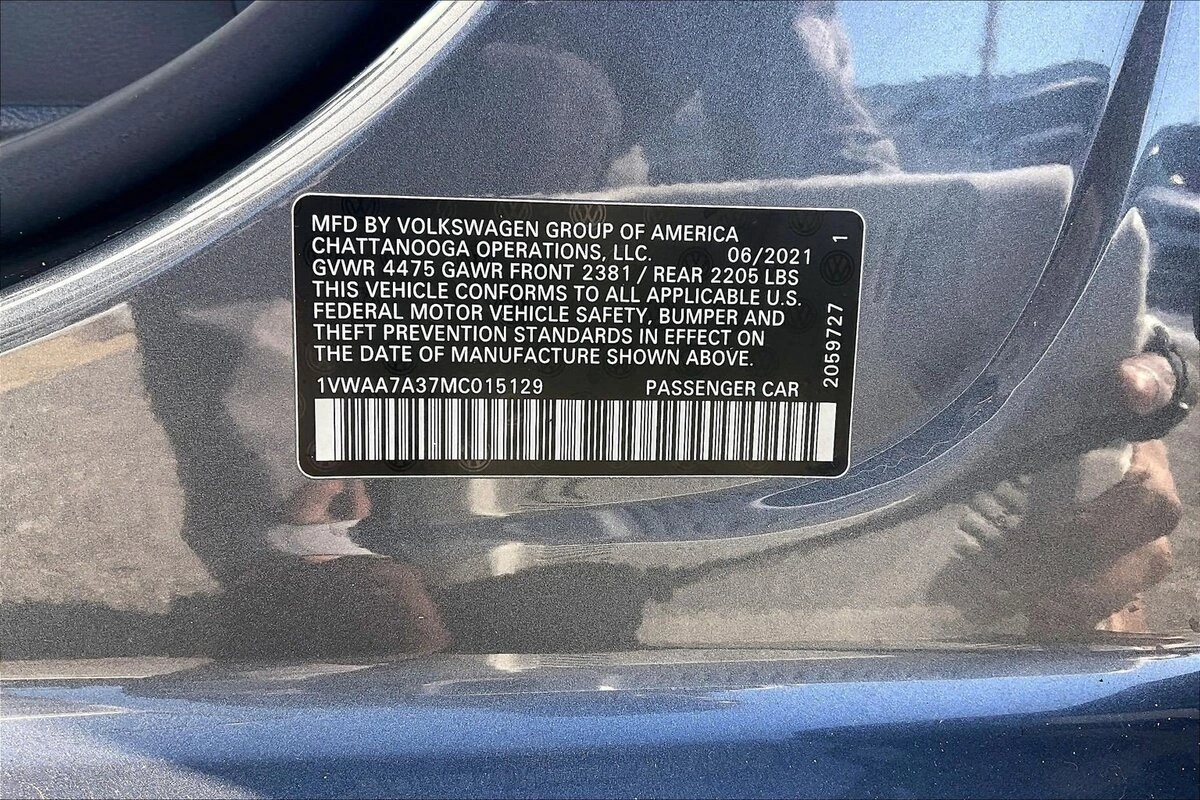 MFD BY VOLKSWAGEN GROUP OF AMERICA
CHATTANOOGA OPERATIONS, LLC. 06/2021
GVWR 4475 GAWR FRONT 2381 / REAR 2205 LBS
THIS VEHICLE CONFORMS TO ALL APPLICABLE U.S.
FEDERAL MOTOR VEHICLE SAFETY, BUMPER AND
THEFT PREVENTION STANDARDS IN EFFECT ON
THE DATE OF MANUFACTURE SHOWN ABOVE.
1VWAA7A37MC015129 PASSENGER CAR
2059727 1